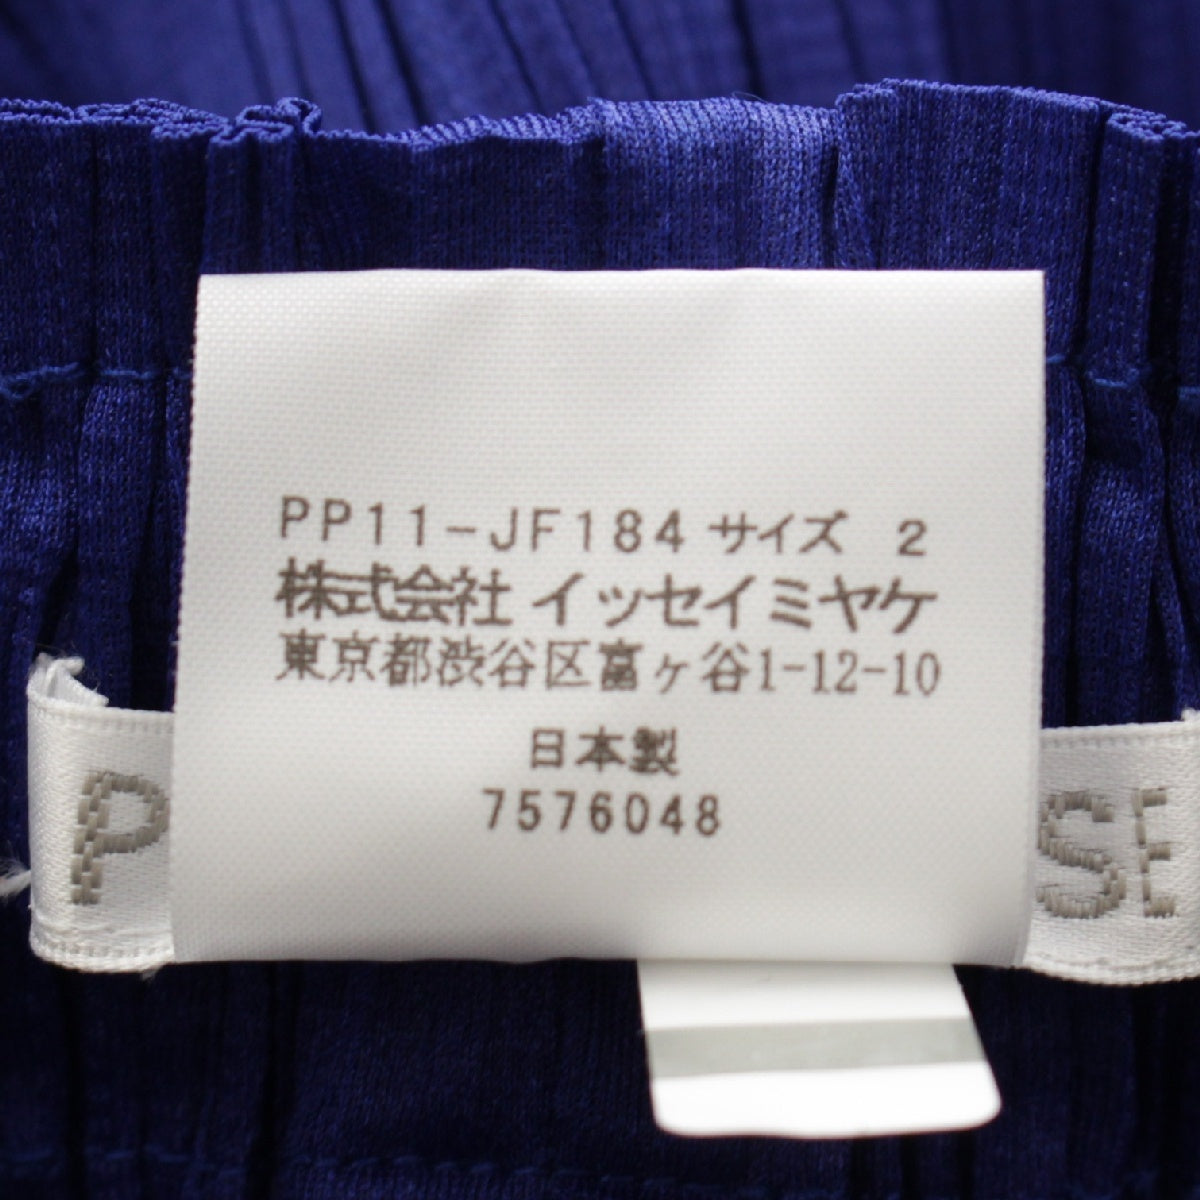 PP11-JF184 サイズ 2
株式会社 イッセイミヤケ
東京都渋谷区富ヶ谷1-12-10
日本製
7576048
P SE